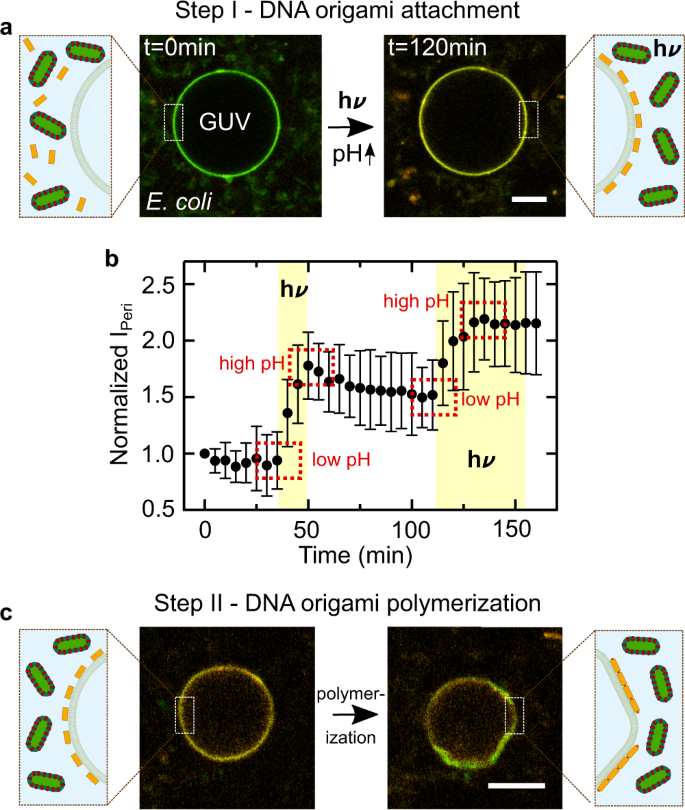 Step I - DNA origami attachment
a
t=0min
GUV
E. coli
hν
pH
t=120min
hν
b
Normalized I Peri
2.5
2.0
1.5
1.0
0.5
hν
high pH
low pH
high pH
low pH
hν
0
50
100
150
Time (min)
Step II - DNA origami polymerization
c
polymer-
ization